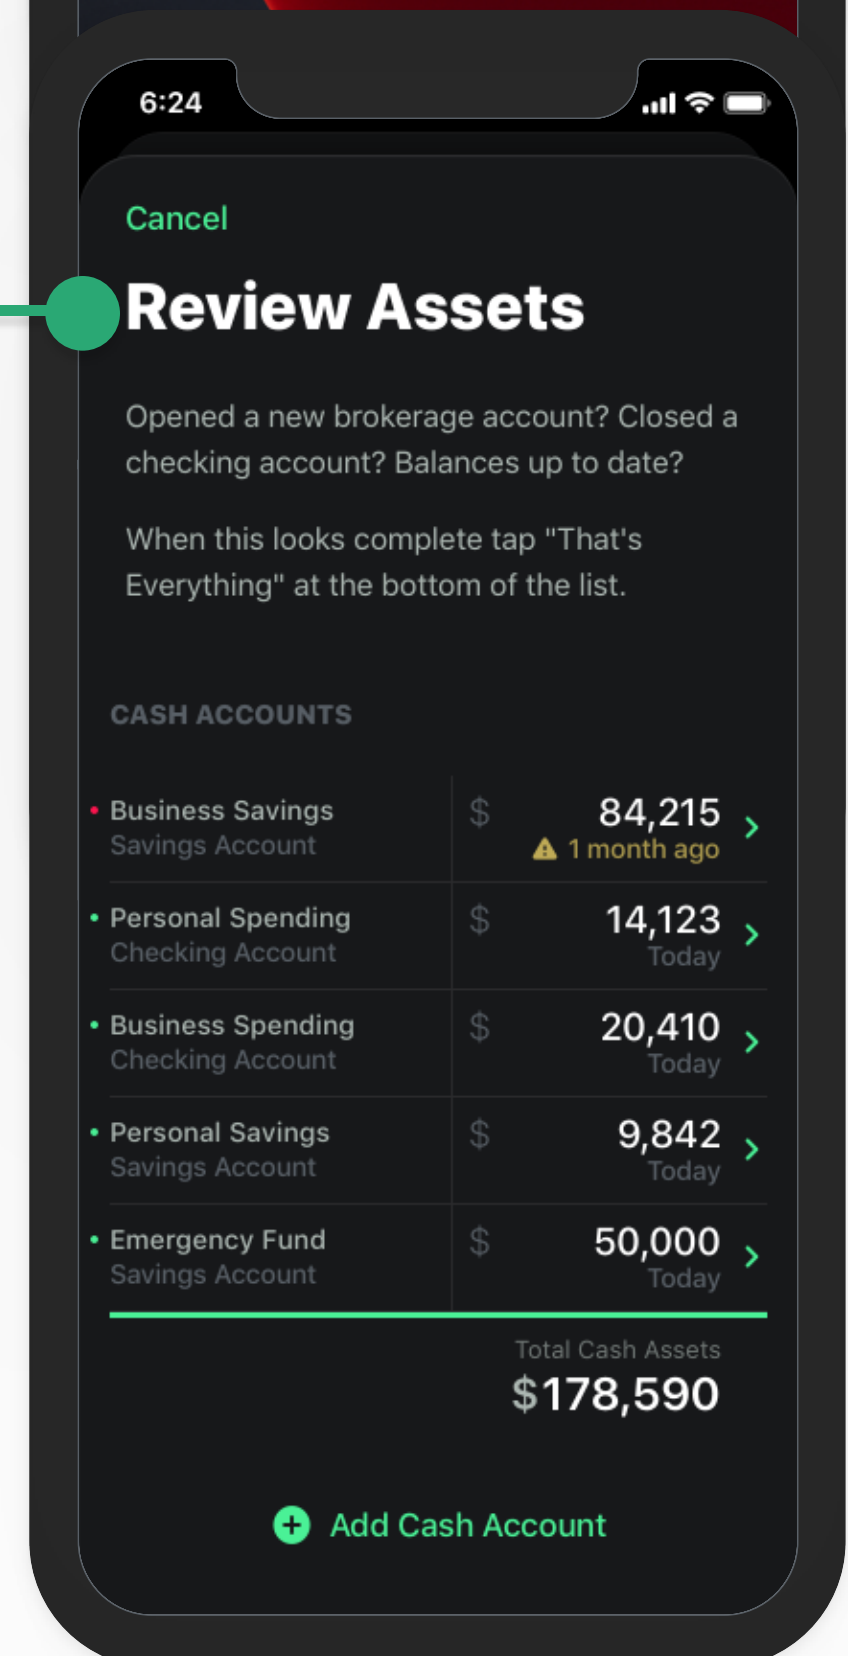 6:24
Cancel
Review Assets
Opened a new brokerage account? Closed a
checking account? Balances up to date?
When this looks complete tap "That's
Everything" at the bottom of the list.
CASH ACCOUNTS
Business Savings $ 84,215
Savings Account 1 month ago
Personal Spending $ 14,123
Checking Account Today
Business Spending $ 20,410
Checking Account Today
Personal Savings $ 9,842
Savings Account Today
Emergency Fund $ 50,000
Savings Account Today
Total Cash Assets
$178,590
Add Cash Account